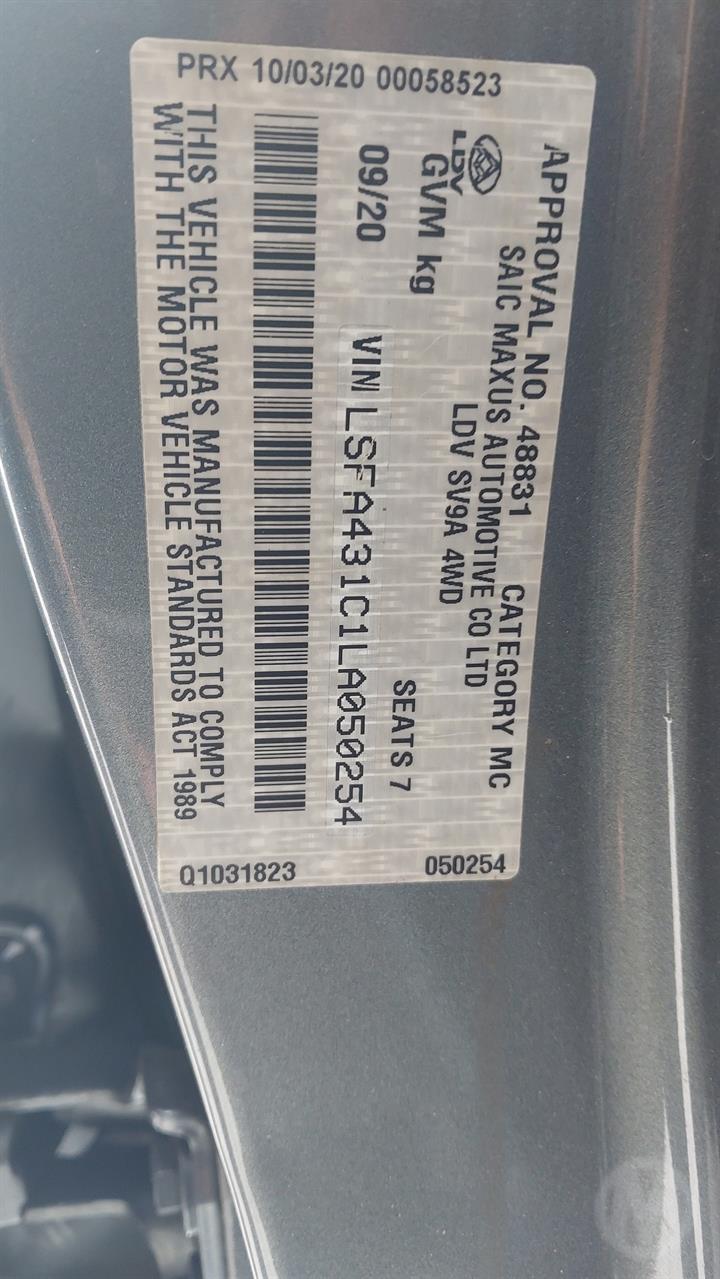 PRX 10/03/20 00058523
APPROVAL NO. 48831 CATEGORY MC
SAIC MAXUS AUTOMOTIVE CO LTD
LDV
LDV SV9A 4WD
GVM kg
SEATS 7
09/20 VIN LSFA431C1LA050254
THIS VEHICLE WAS MANUFACTURED TO COMPLY
WITH THE MOTOR VEHICLE STANDARDS ACT 1989
Q1031823
050254